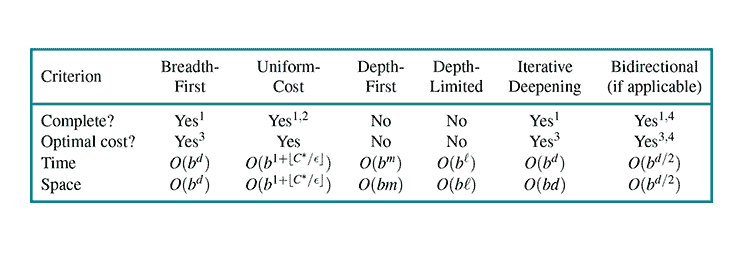 Criterion Breadth-First Uniform-Cost Depth-First Depth-Limited Iterative Deepening Bidirectional (if applicable)
Complete? Yes¹ Yes¹,² No No Yes¹ Yes¹,⁴
Optimal cost? Yes³ Yes No No Yes³ Yes³,⁴
Time O(b^d) O(b^{1+⌊C*/ϵ⌋}) O(b^m) O(b^ℓ) O(b^d) O(b^{d/2})
Space O(b^d) O(b^{1+⌊C*/ϵ⌋}) O(bm) O(bℓ) O(bd) O(b^{d/2})